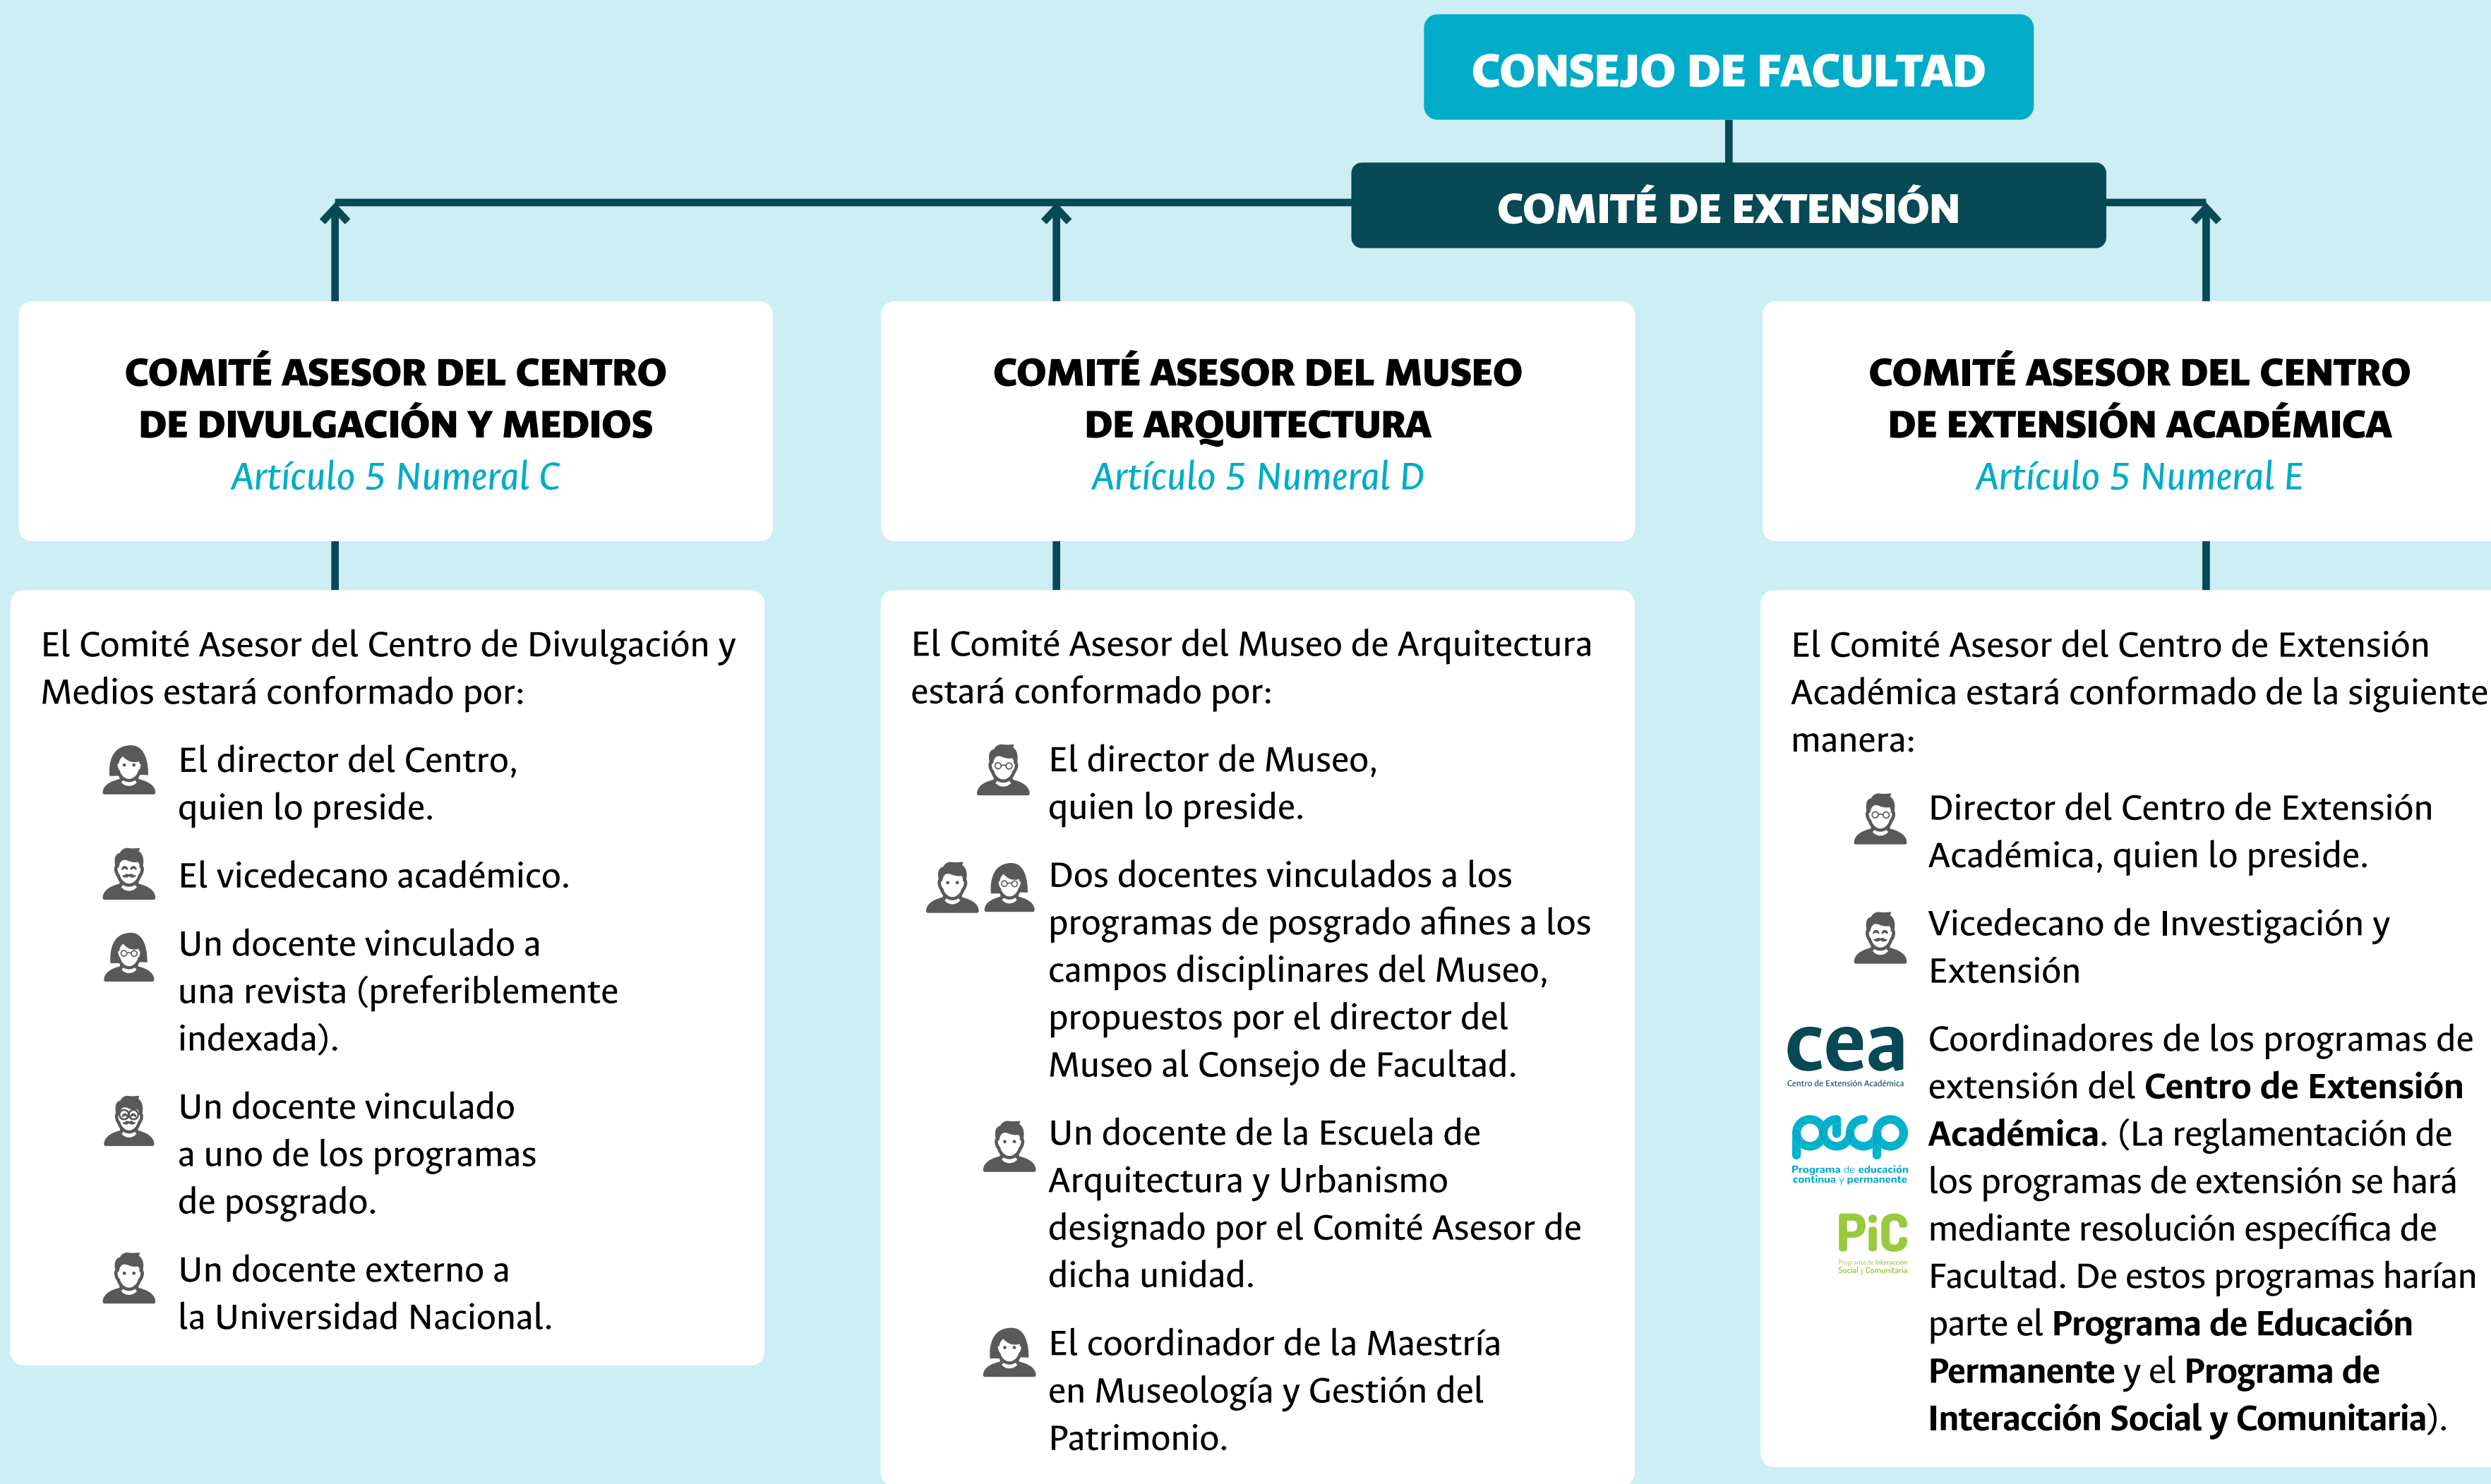 CONSEJO DE FACULTAD
COMITÉ DE EXTENSIÓN
COMITÉ ASESOR DEL CENTRO
DE DIVULGACIÓN Y MEDIOS
Artículo 5 Numeral C
El Comité Asesor del Centro de Divulgación y
Medios estará conformado por:
El director del Centro,
quien lo preside.
El vicedecano académico.
Un docente vinculado a
una revista (preferiblemente
indexada).
Un docente vinculado
a uno de los programas
de posgrado.
Un docente externo a
la Universidad Nacional.
COMITÉ ASESOR DEL MUSEO
DE ARQUITECTURA
Artículo 5 Numeral D
El Comité Asesor del Museo de Arquitectura
estará conformado por:
El director de Museo,
quien lo preside.
Dos docentes vinculados a los
programas de posgrado afines a los
campos disciplinares del Museo,
propuestos por el director del
Museo al Consejo de Facultad.
Un docente de la Escuela de
Arquitectura y Urbanismo
designado por el Comité Asesor de
dicha unidad.
El coordinador de la Maestría
en Museología y Gestión del
Patrimonio.
COMITÉ ASESOR DEL CENTRO
DE EXTENSIÓN ACADÉMICA
Artículo 5 Numeral E
El Comité Asesor del Centro de Extensión
Académica estará conformado de la siguiente
manera:
Director del Centro de Extensión
Académica, quien lo preside.
Vicedecano de Investigación y
Extensión
cea
Centro de Extensión Académica
pecp
Programa de educación
continua y permanente
PiC
Programa de Interacción
Social y Comunitaria
Coordinadores de los programas de
extensión del Centro de Extensión
Académica. (La reglamentación de
los programas de extensión se hará
mediante resolución específica de
Facultad. De estos programas harían
parte el Programa de Educación
Permanente y el Programa de
Interacción Social y Comunitaria).